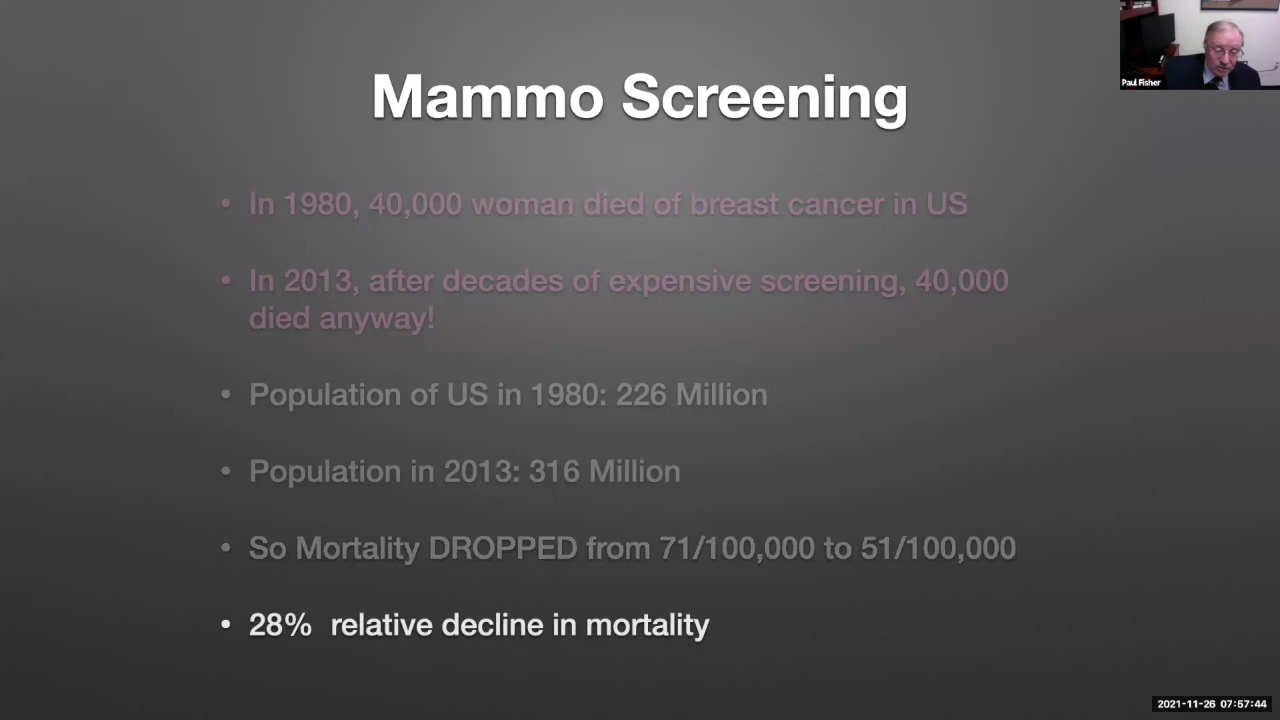 Paul Fisher
Mammo Screening
• In 1980, 40,000 woman died of breast cancer in US
• In 2013, after decades of expensive screening, 40,000
died anyway!
• Population of US in 1980: 226 Million
• Population in 2013: 316 Million
• So Mortality DROPPED from 71/100,000 to 51/100,000
• 28% relative decline in mortality
2021-11-26 07:57:44